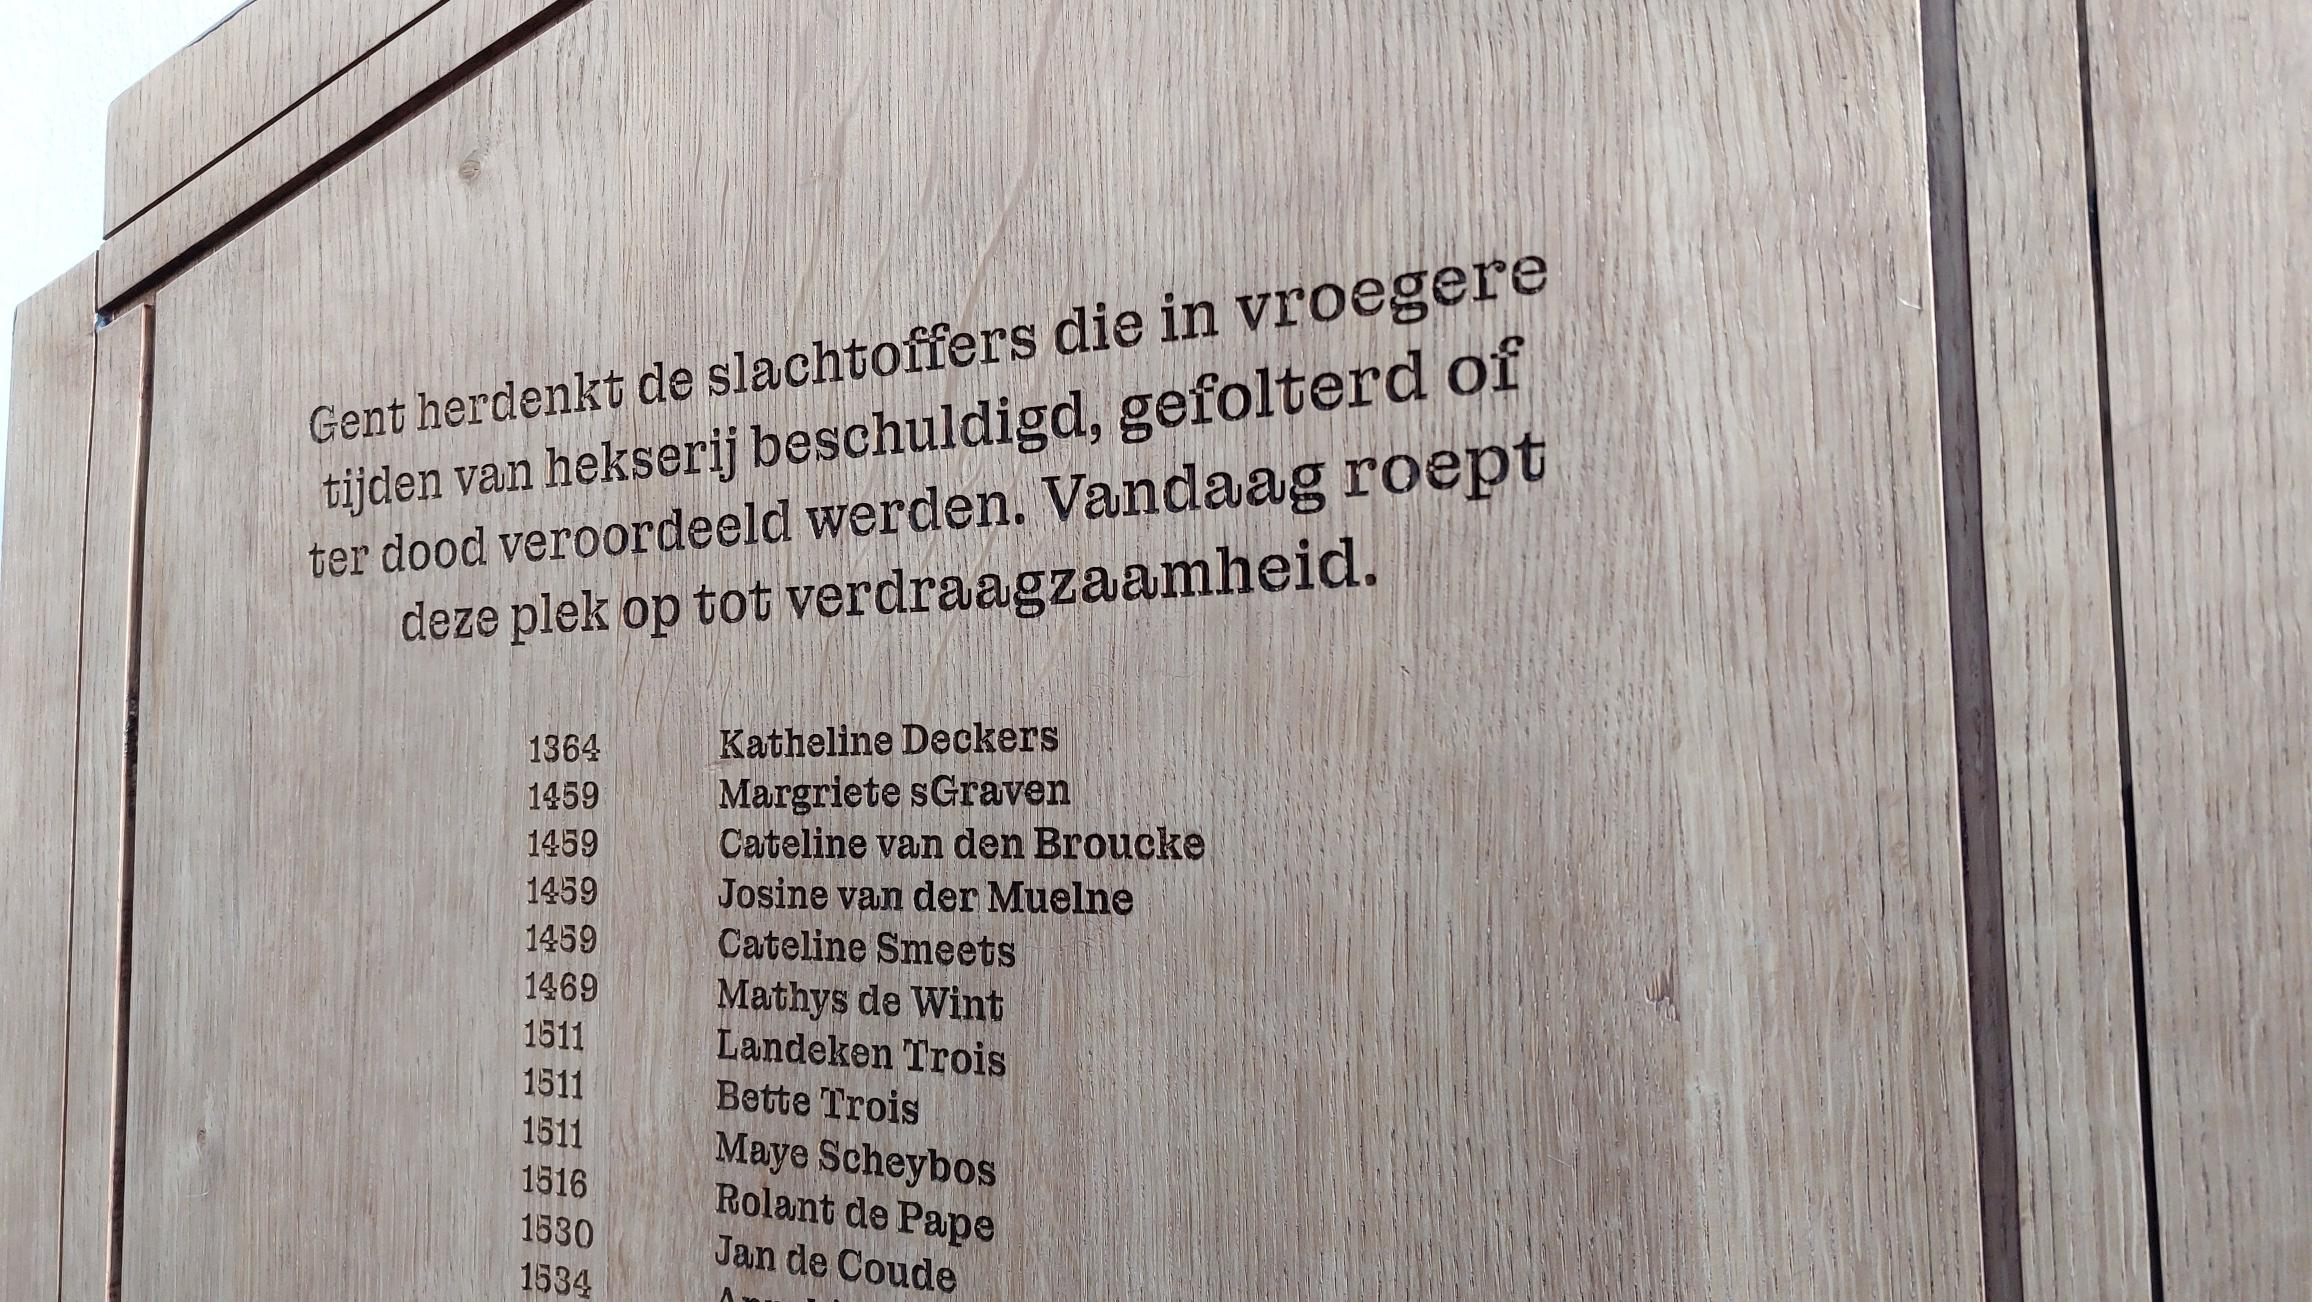 Gent herdenkt de slachtoffers die in vroegere
tijden van hekserij beschuldigd, gefolterd of
ter dood veroordeeld werden. Vandaag roept
deze plek op tot verdraagzaamheid.
1364 Katheline Deckers
1459 Margriete sGraven
1459 Cateline van den Broucke
1459 Josine van der Muelne
1459 Cateline Smeets
1469 Mathys de Wint
1511 Landeken Trois
1511 Bette Trois
1511 Maye Scheybos
1516 Rolant de Pape
1530 Jan de Coude
1534